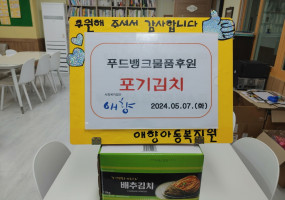 후원해 주셔서 감사합니다
푸드뱅크물품후원
포기김치
애향
2024.05.07.(화)
애향아동복지원
배추김치